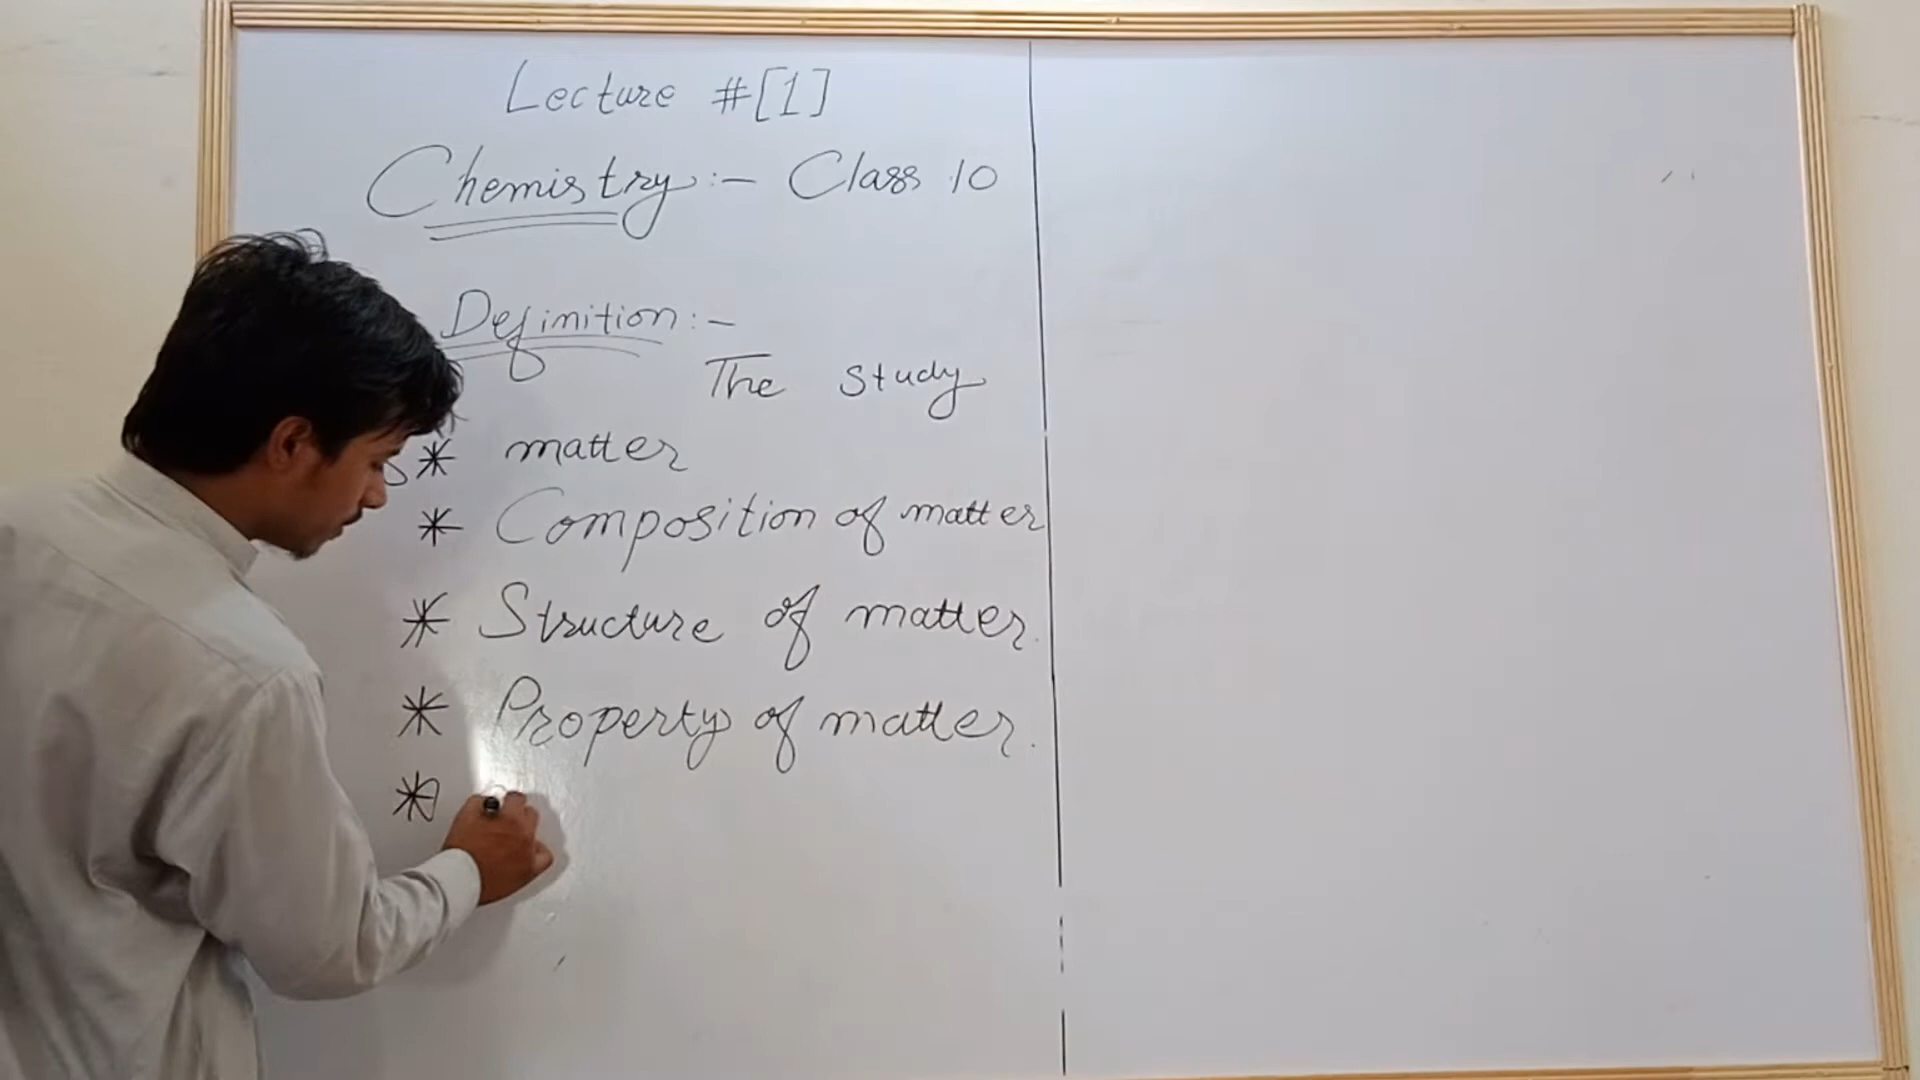 Lecture #[1]
Chemistry:- Class 10
Definition:-
The study
* matter
* Composition of matter
* Structure of matter.
* Property of matter.
*